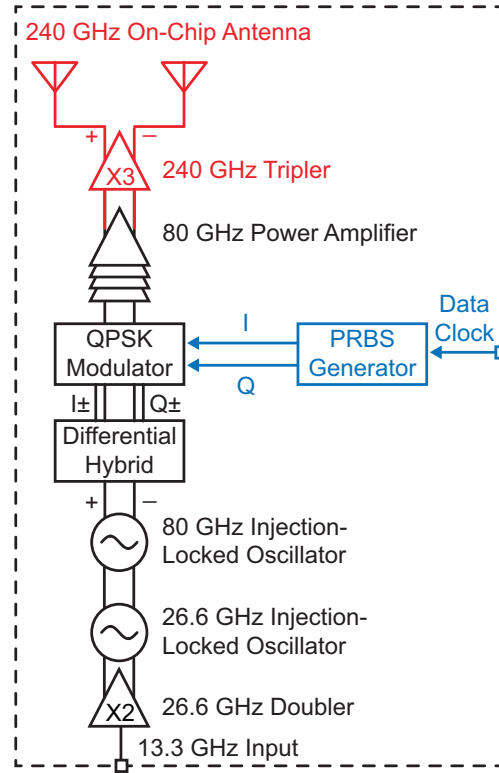 240 GHz On-Chip Antenna
+ −
X3
240 GHz Tripler
80 GHz Power Amplifier
QPSK
Modulator
I
Q
PRBS
Generator
Data
Clock
I± Q±
Differential
Hybrid
+ −
80 GHz Injection-
Locked Oscillator
26.6 GHz Injection-
Locked Oscillator
X2
26.6 GHz Doubler
13.3 GHz Input